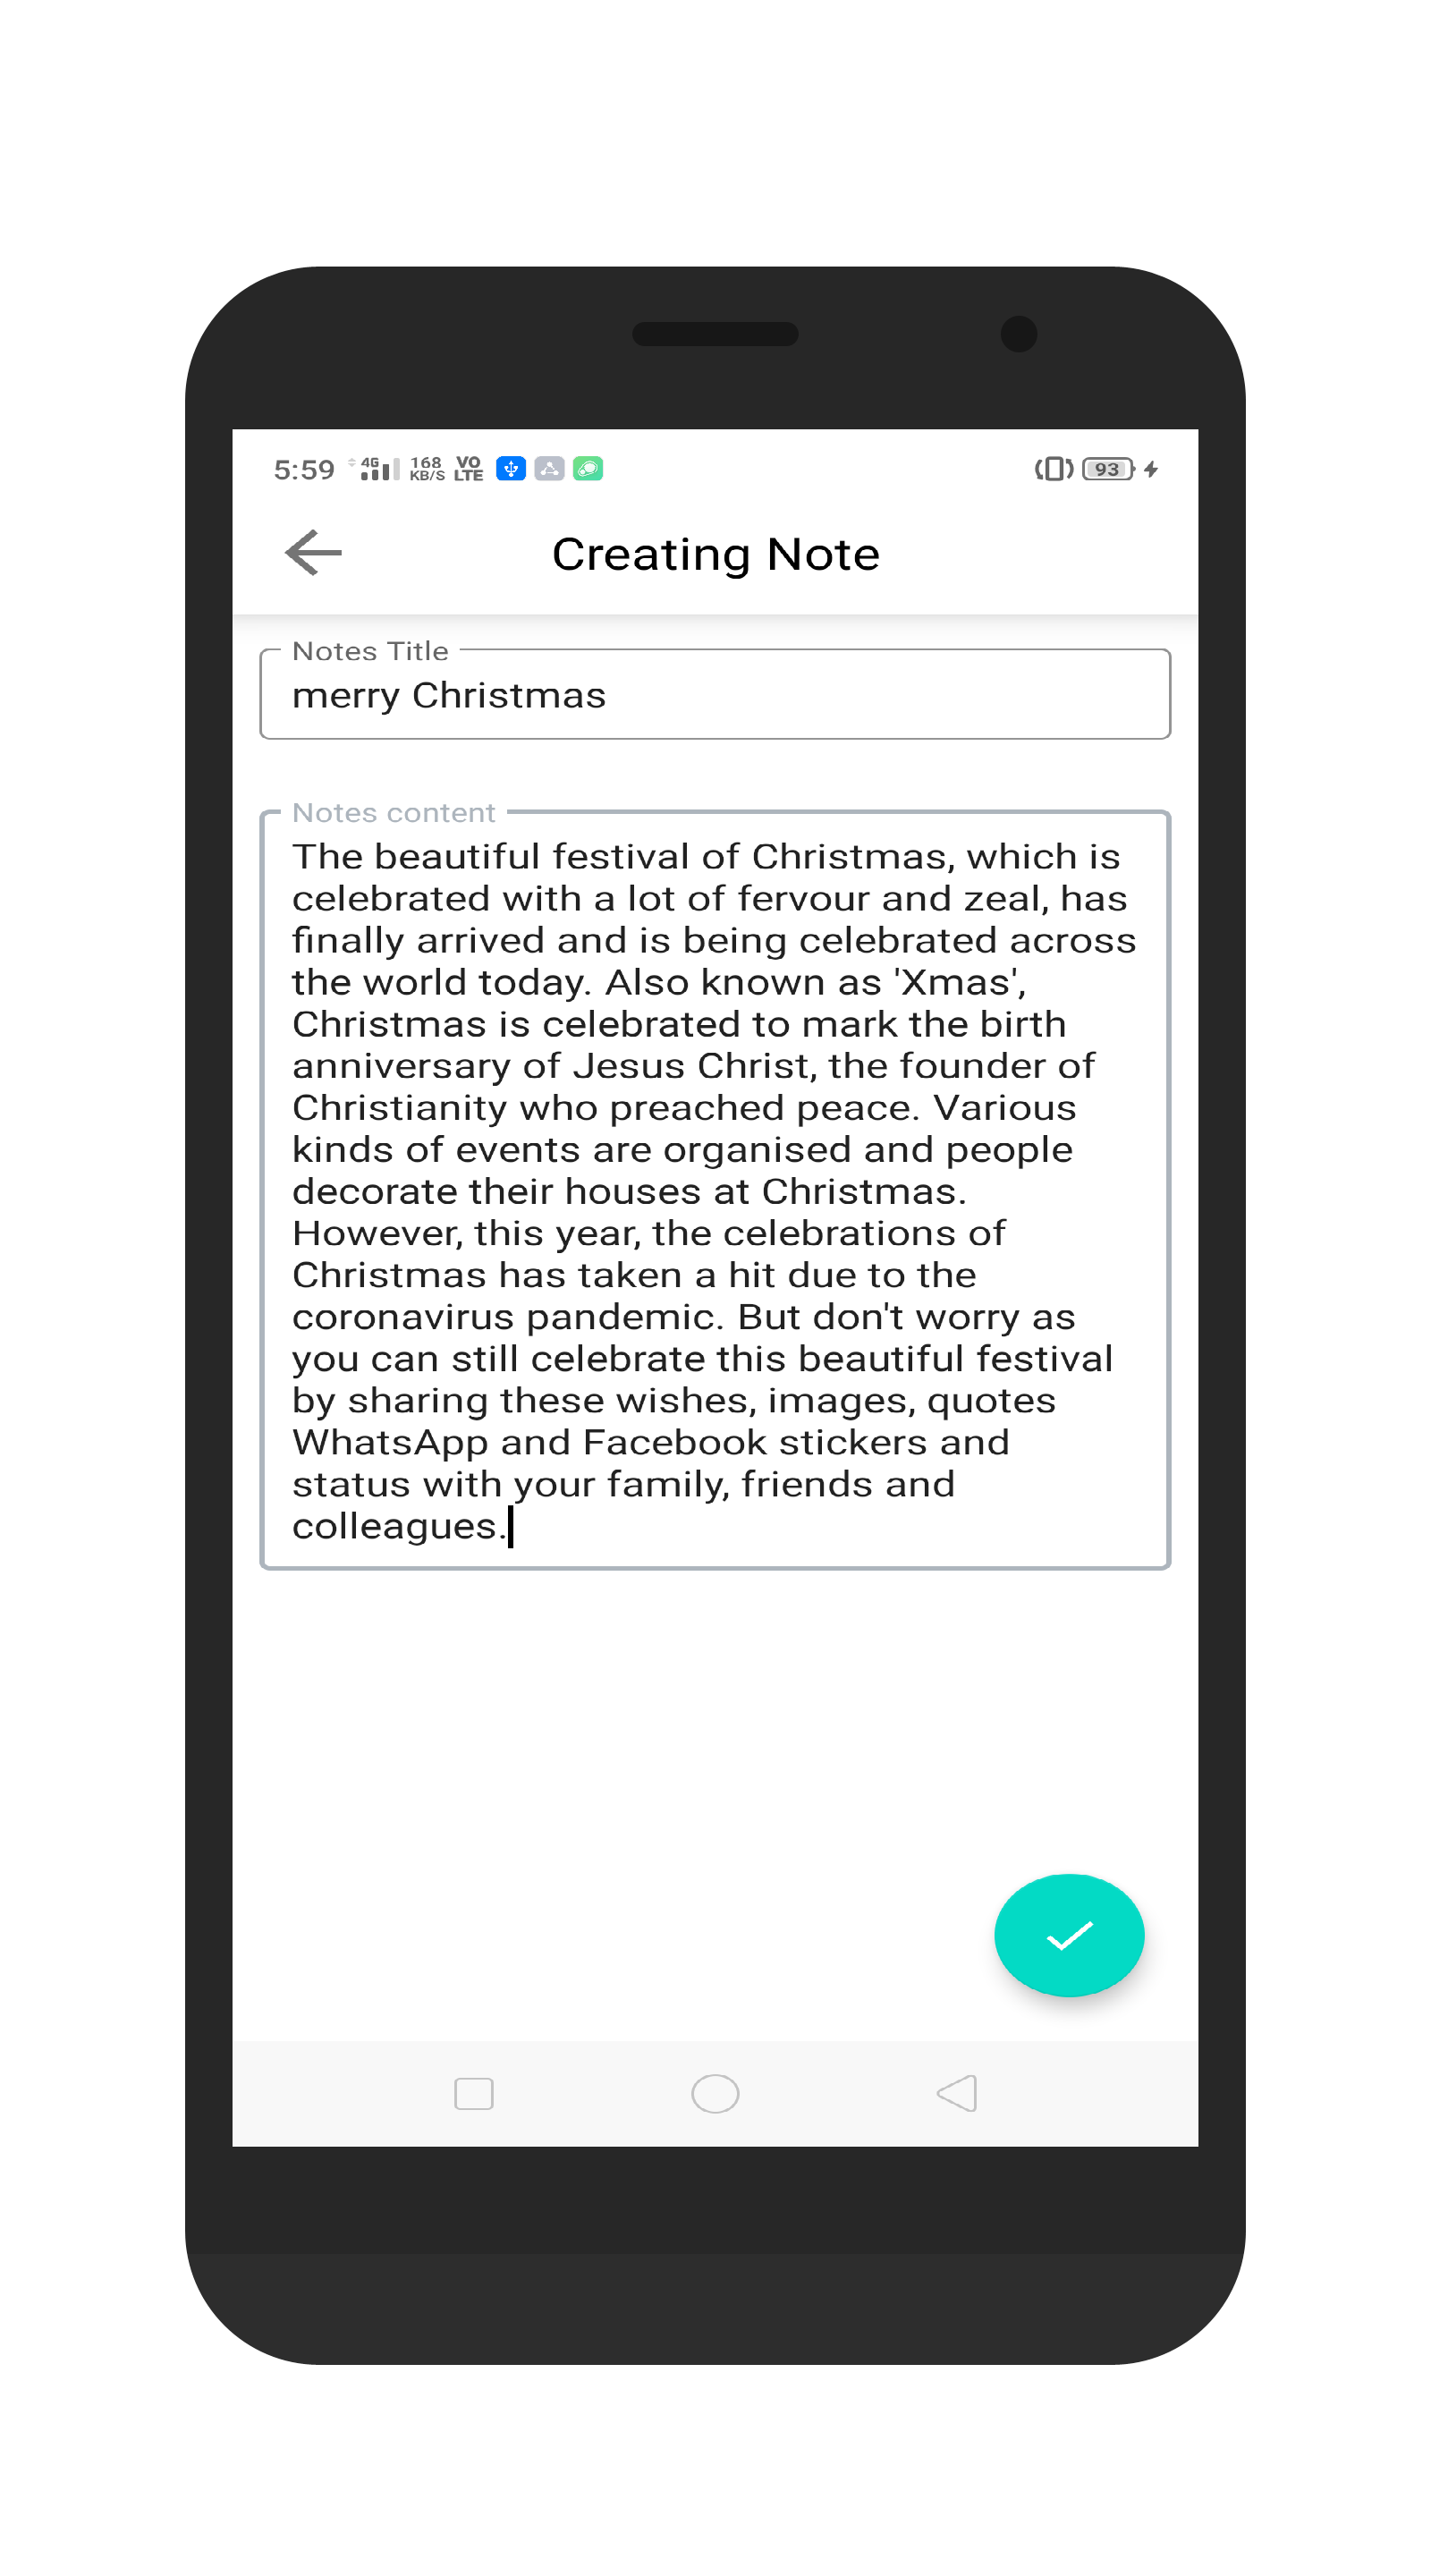 5:59 4G 168 KB/S VO LTE 93
Creating Note
Notes Title
merry Christmas
Notes content
The beautiful festival of Christmas, which is
celebrated with a lot of fervour and zeal, has
finally arrived and is being celebrated across
the world today. Also known as 'Xmas',
Christmas is celebrated to mark the birth
anniversary of Jesus Christ, the founder of
Christianity who preached peace. Various
kinds of events are organised and people
decorate their houses at Christmas.
However, this year, the celebrations of
Christmas has taken a hit due to the
coronavirus pandemic. But don't worry as
you can still celebrate this beautiful festival
by sharing these wishes, images, quotes
WhatsApp and Facebook stickers and
status with your family, friends and
colleagues.